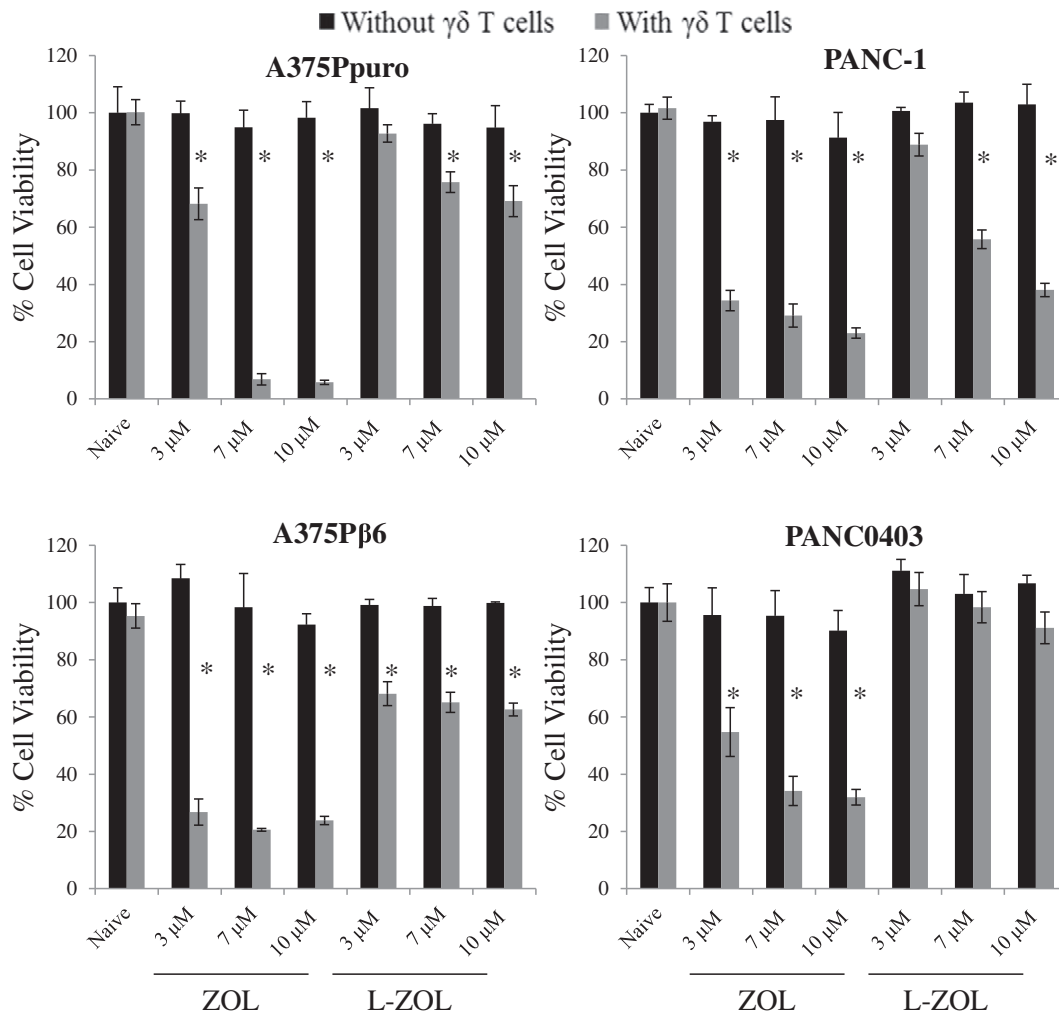 Without γδ T cells With γδ T cells
A375Ppuro
% Cell Viability
120
100
80
60
40
20
0
* * * * *
Naive 3 μM 7 μM 10 μM 3 μM 7 μM 10 μM
PANC-1
% Cell Viability
120
100
80
60
40
20
0
* * * * *
Naive 3 μM 7 μM 10 μM 3 μM 7 μM 10 μM
A375Pβ6
% Cell Viability
120
100
80
60
40
20
0
* * * * * *
Naive 3 μM 7 μM 10 μM 3 μM 7 μM 10 μM
ZOL L-ZOL
PANC0403
% Cell Viability
120
100
80
60
40
20
0
* * *
Naive 3 μM 7 μM 10 μM 3 μM 7 μM 10 μM
ZOL L-ZOL